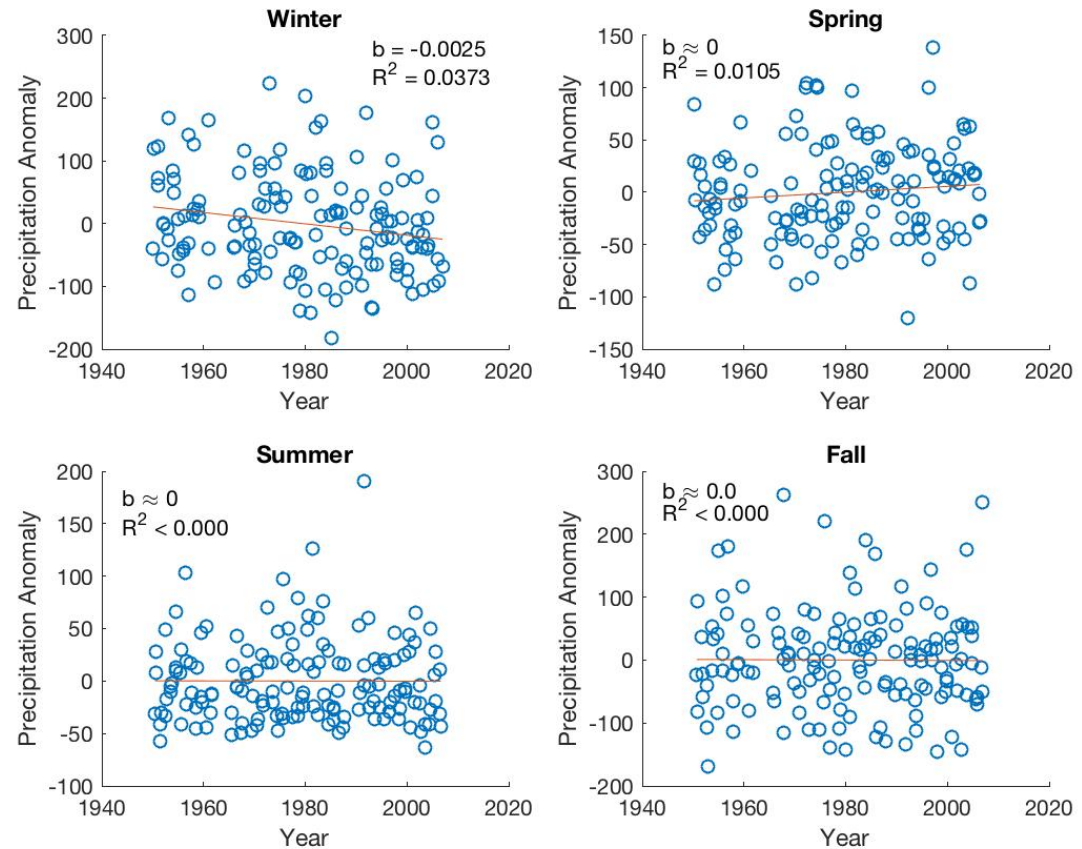 Winter
b = -0.0025
R² = 0.0373
300
200
100
0
-100
-200
Precipitation Anomaly
1940 1960 1980 2000 2020
Year
Spring
b ≈ 0
R² = 0.0105
150
100
50
0
-50
-100
-150
Precipitation Anomaly
1940 1960 1980 2000 2020
Year
Summer
b ≈ 0
R² < 0.000
200
150
100
50
0
-50
-100
Precipitation Anomaly
1940 1960 1980 2000 2020
Year
Fall
b ≈ 0.0
R² < 0.000
300
200
100
0
-100
-200
Precipitation Anomaly
1940 1960 1980 2000 2020
Year